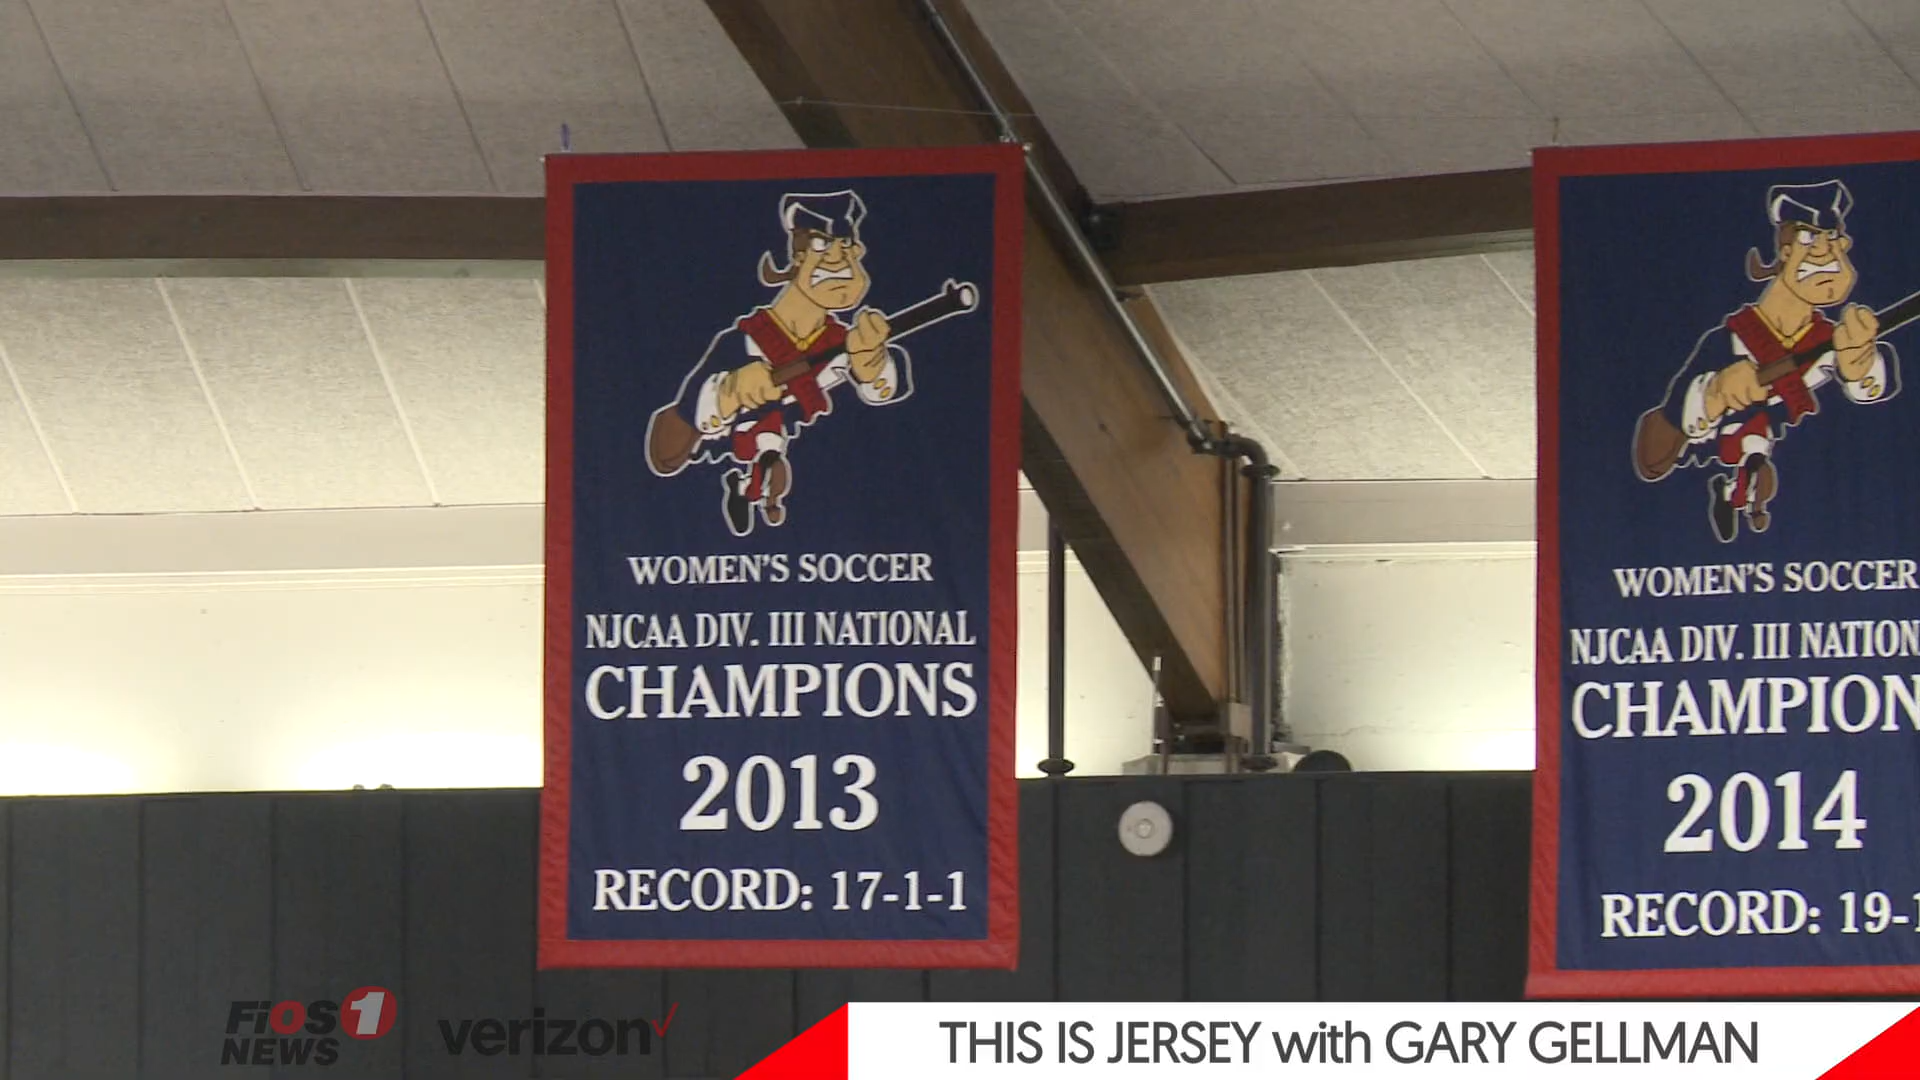 WOMEN'S SOCCER
NJCAA DIV. III NATIONAL
CHAMPIONS
2013
RECORD: 17-1-1
WOMEN'S SOCCER
NJCAA DIV. III NATION
CHAMPION
2014
RECORD: 19-1
FiOS1
NEWS
verizon
THIS IS JERSEY with GARY GELLMAN